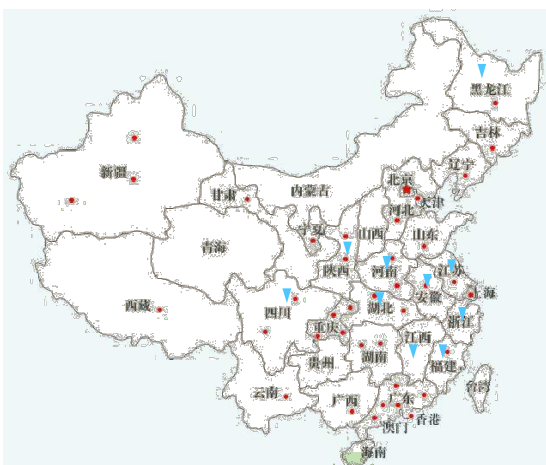 黑龙江
吉林
辽宁
新疆
甘肃
内蒙省
北京
天津
河北
宁夏
山西
山东
青海
陕西
河南
江苏
西藏
四川
湖北
安徽
上海
浙江
重庆
江西
湖南
福建
贵州
云南
广西
广东
台湾
香港
澳门
海南